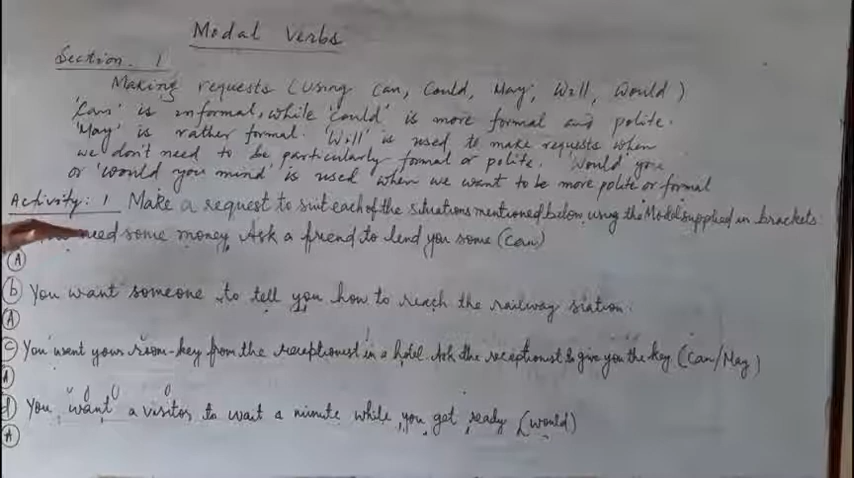 Modal Verbs
Section. 1
Making requests (using can, Could, May, Will, Would)
'Can' is informal, while 'could' is more formal and polite.
'May' is rather formal. 'Will' is used to make requests when
we don't need to be particularly formal or polite. 'Would' you
or 'would you mind' is used when we want to be more polite or formal
Activity: 1 Make a request to suit each of the situations mentioned below, using the Model supplied in brackets
need some money, Ask a friend to lend you some (can)
(A)
(b) You want someone to tell you how to reach the railway station.
(A)
(c) You want your room-key from the receptionist in a hotel. Ask the receptionist to give you the key. (Can/May)
(A)
(d) You want a visitor to wait a minute while you get ready (would)
(A)